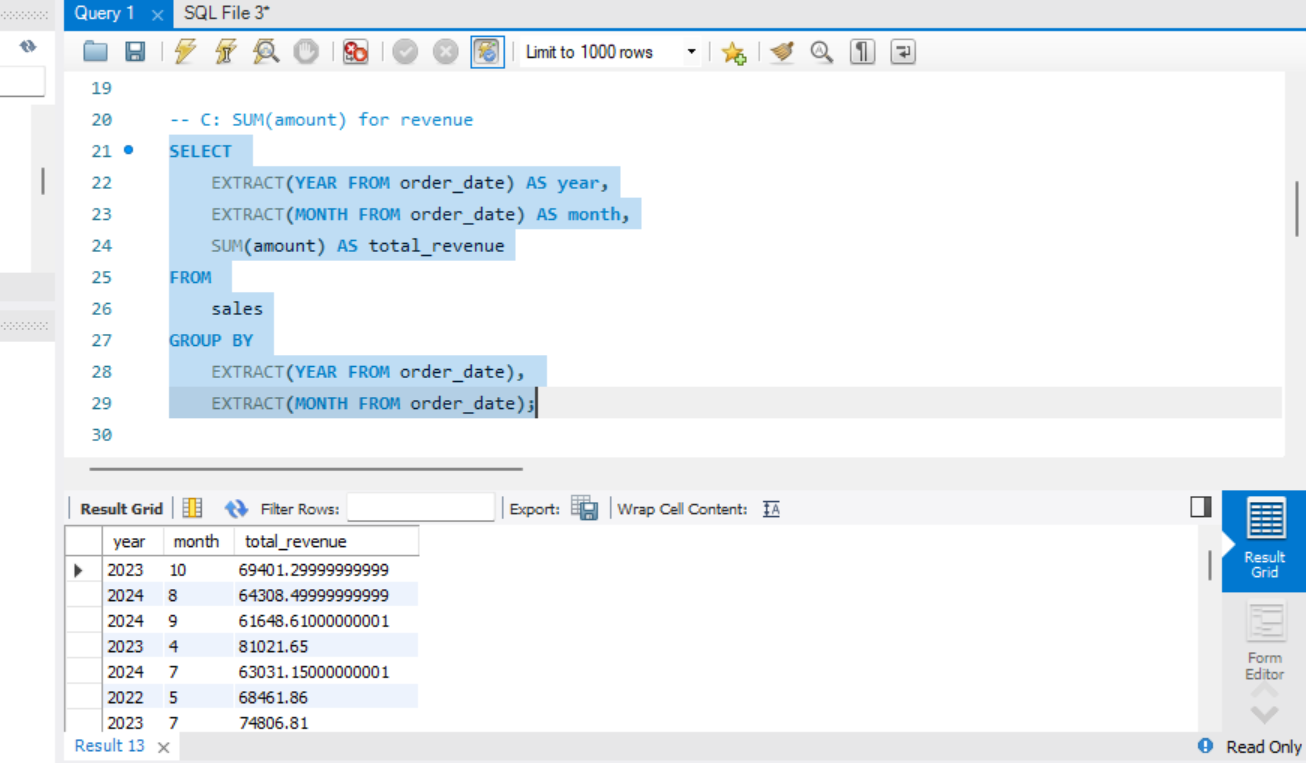 Query 1 × SQL File 3*
Limit to 1000 rows
19
20 -- C: SUM(amount) for revenue
21 SELECT
22 EXTRACT(YEAR FROM order_date) AS year,
23 EXTRACT(MONTH FROM order_date) AS month,
24 SUM(amount) AS total_revenue
25 FROM
26 sales
27 GROUP BY
28 EXTRACT(YEAR FROM order_date),
29 EXTRACT(MONTH FROM order_date);
30
Result Grid Filter Rows: Export: Wrap Cell Content: IA
year month total_revenue
2023 10 69401.29999999999
2024 8 64308.49999999999
2024 9 61648.61000000001
2023 4 81021.65
2024 7 63031.15000000001
2022 5 68461.86
2023 7 74806.81
Result
Grid
Form
Editor
Result 13 × Read Only